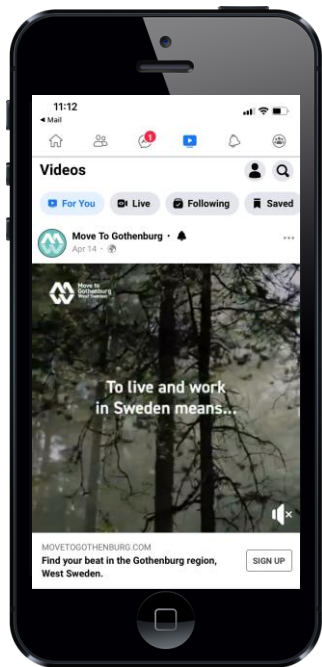 11:12
◄ Mail
1
Videos
For You
Live
Following
Saved
Move To Gothenburg ·
Apr 14 ·
Move to
Gothenburg
West Sweden
To live and work
in Sweden means...
MOVETOGOTHENBURG.COM
Find your beat in the Gothenburg region,
West Sweden.
SIGN UP